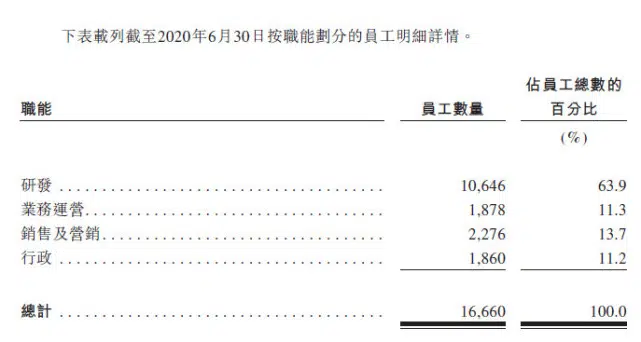 下表載列截至2020年6月30日按職能劃分的員工明細詳情。
佔員工總數的
職能 員工數量 百分比
(%)
研發 ........................................ 10,646 63.9
業務運營..................................... 1,878 11.3
銷售及營銷................................... 2,276 13.7
行政 ........................................ 1,860 11.2
總計 ........................................ 16,660 100.0